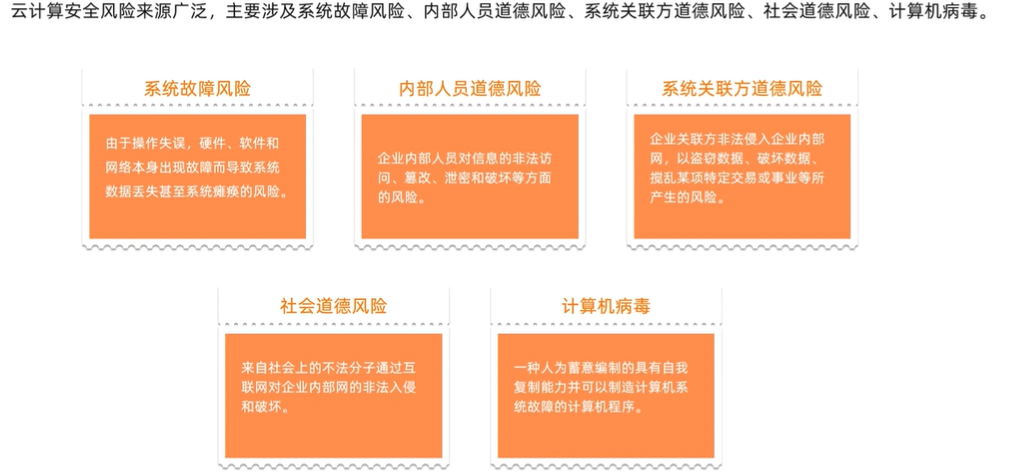 云计算安全风险来源广泛，主要涉及系统故障风险、内部人员道德风险、系统关联方道德风险、社会道德风险、计算机病毒。
系统故障风险
由于操作失误，硬件、软件和
网络本身出现故障而导致系统
数据丢失甚至系统瘫痪的风险。
内部人员道德风险
企业内部人员对信息的非法访
问、篡改、泄密和破坏等方面
的风险。
系统关联方道德风险
企业关联方非法侵入企业内部
网，以盗窃数据、破坏数据、
搅乱某项特定交易或事业等所
产生的风险。
社会道德风险
来自社会上的不法分子通过互
联网对企业内部网的非法入侵
和破坏。
计算机病毒
一种人为蓄意编制的具有自我
复制能力并可以制造计算机系
统故障的计算机程序。